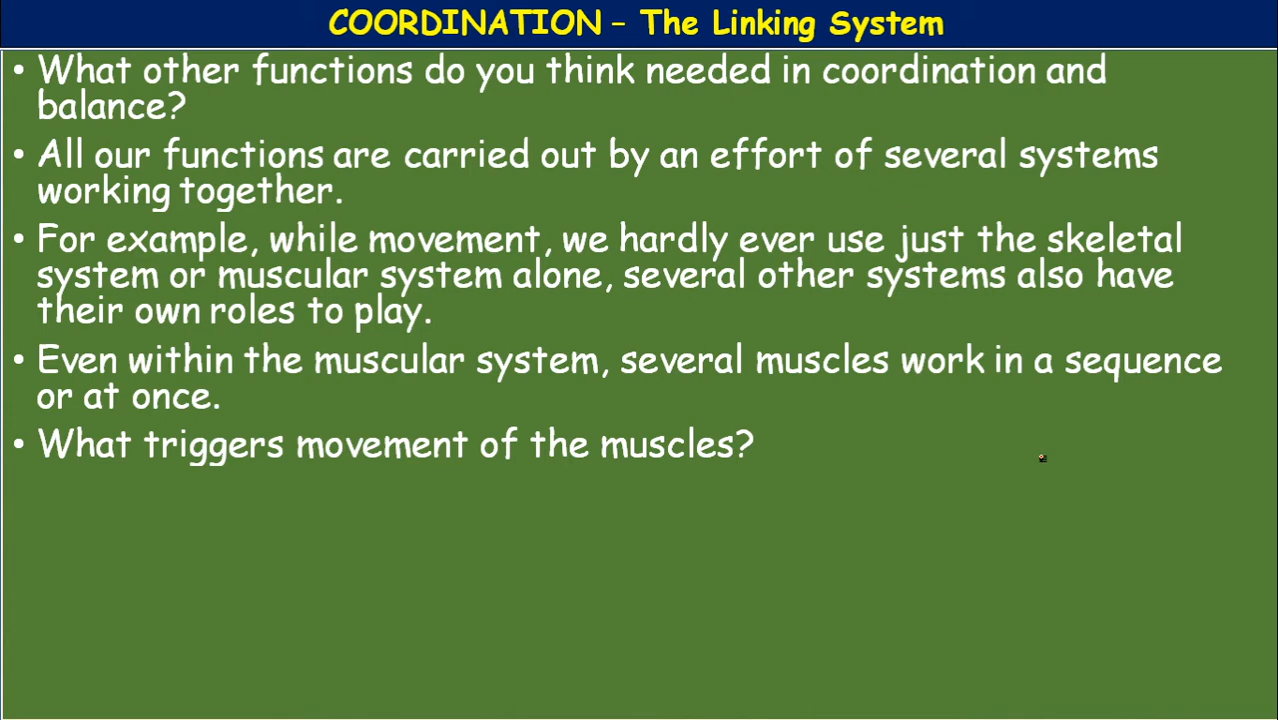 COORDINATION – The Linking System
• What other functions do you think needed in coordination and
balance?
• All our functions are carried out by an effort of several systems
working together.
• For example, while movement, we hardly ever use just the skeletal
system or muscular system alone, several other systems also have
their own roles to play.
• Even within the muscular system, several muscles work in a sequence
or at once.
• What triggers movement of the muscles?